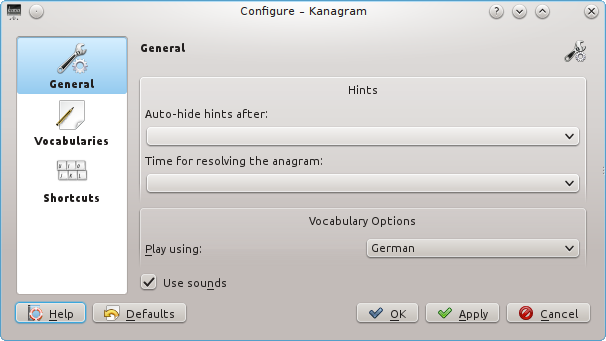 Configure – Kanagram
General
Vocabularies
Shortcuts
General
Hints
Auto-hide hints after:
Time for resolving the anagram:
Vocabulary Options
Play using:
German
Use sounds
Help
Defaults
OK
Apply
Cancel